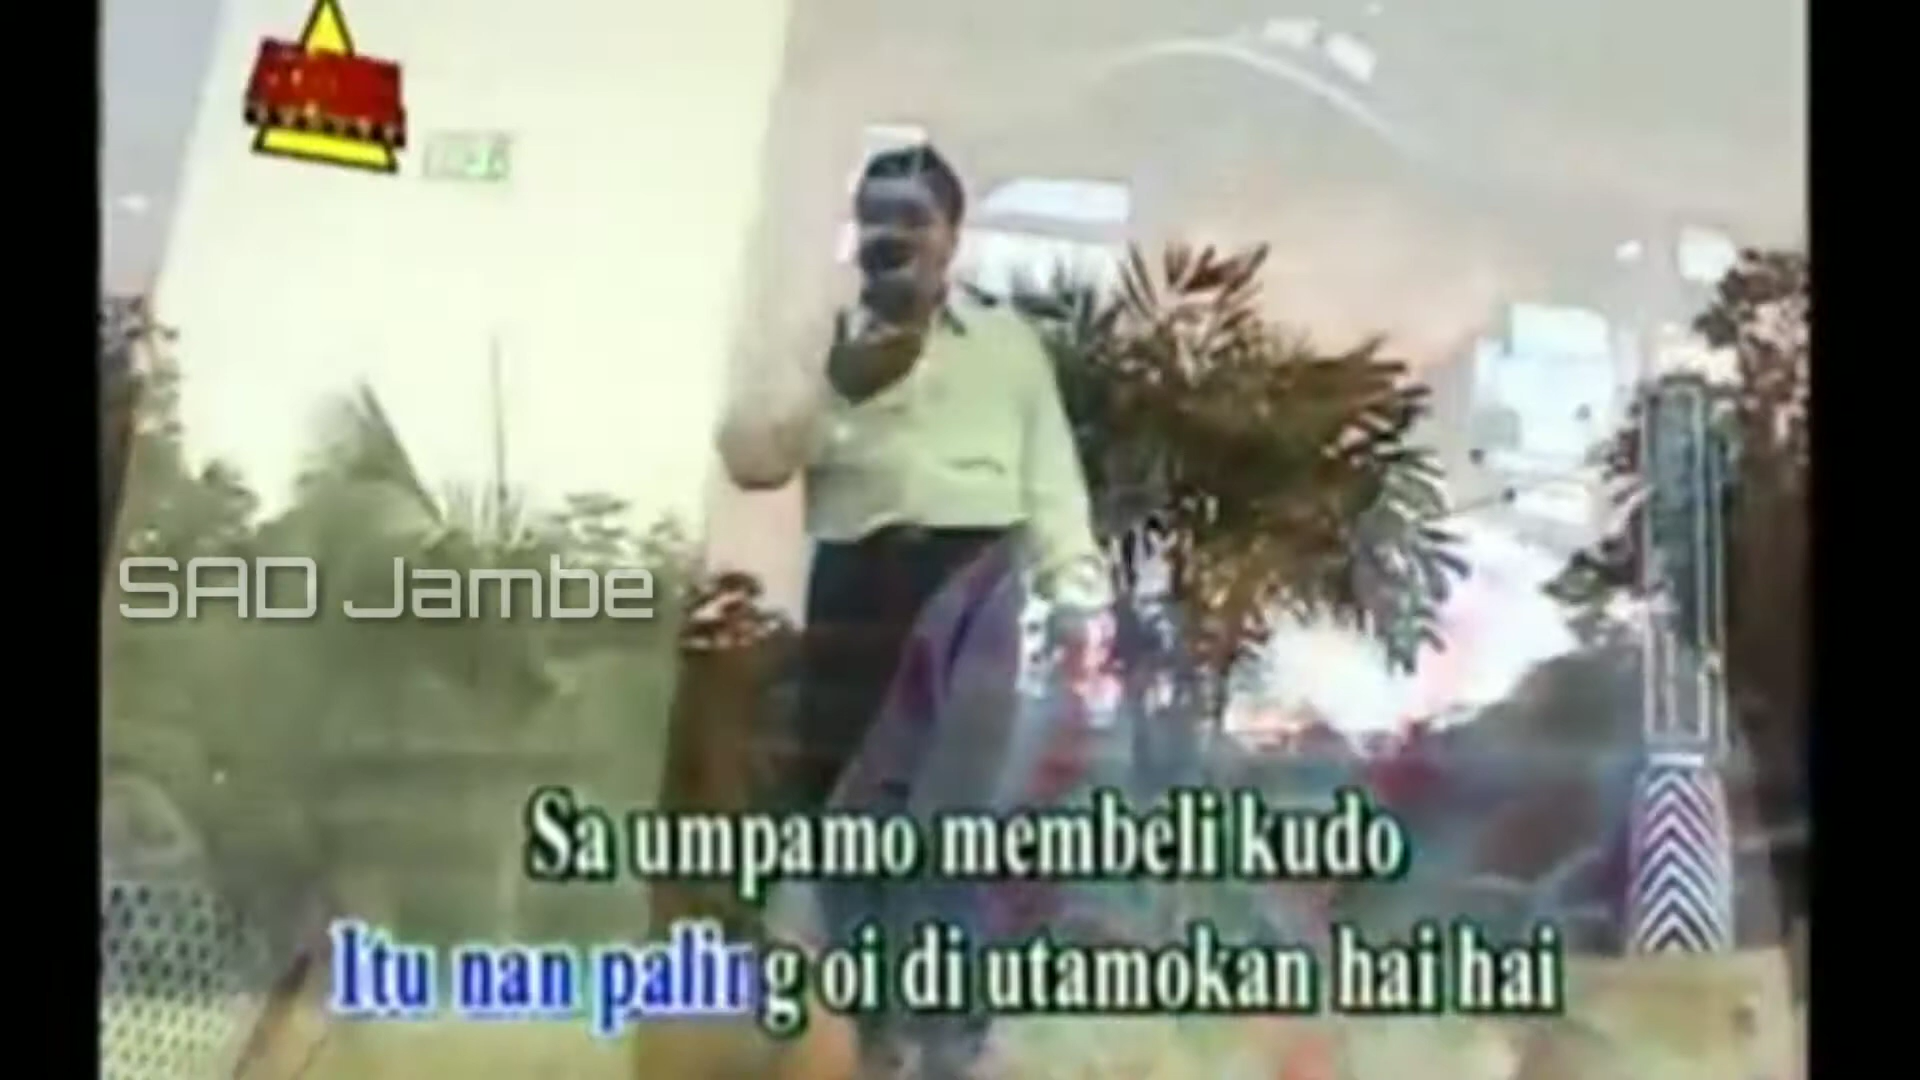 SAD Jambe
Sa umpamo membeli kudo
Itu nan paling oi di utamokan hai hai